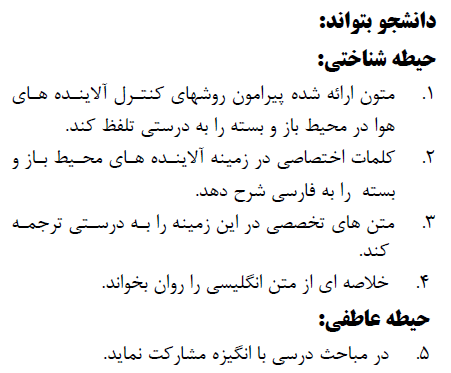 دانشجو بتواند:
حیطه شناختی:
۱. متون ارائه شده پیرامون روشهای کنترل آلاینده های
هوا در محیط باز و بسته را به درستی تلفظ کند.
۲. کلمات اختصاصی در زمینه آلاینده های محیط باز و
بسته را به فارسی شرح دهد.
۳. متن های تخصصی در این زمینه را به درستی ترجمه
کند.
۴. خلاصه ای از متن انگلیسی را روان بخواند.
حیطه عاطفی:
۵. در مباحث درسی با انگیزه مشارکت نماید.